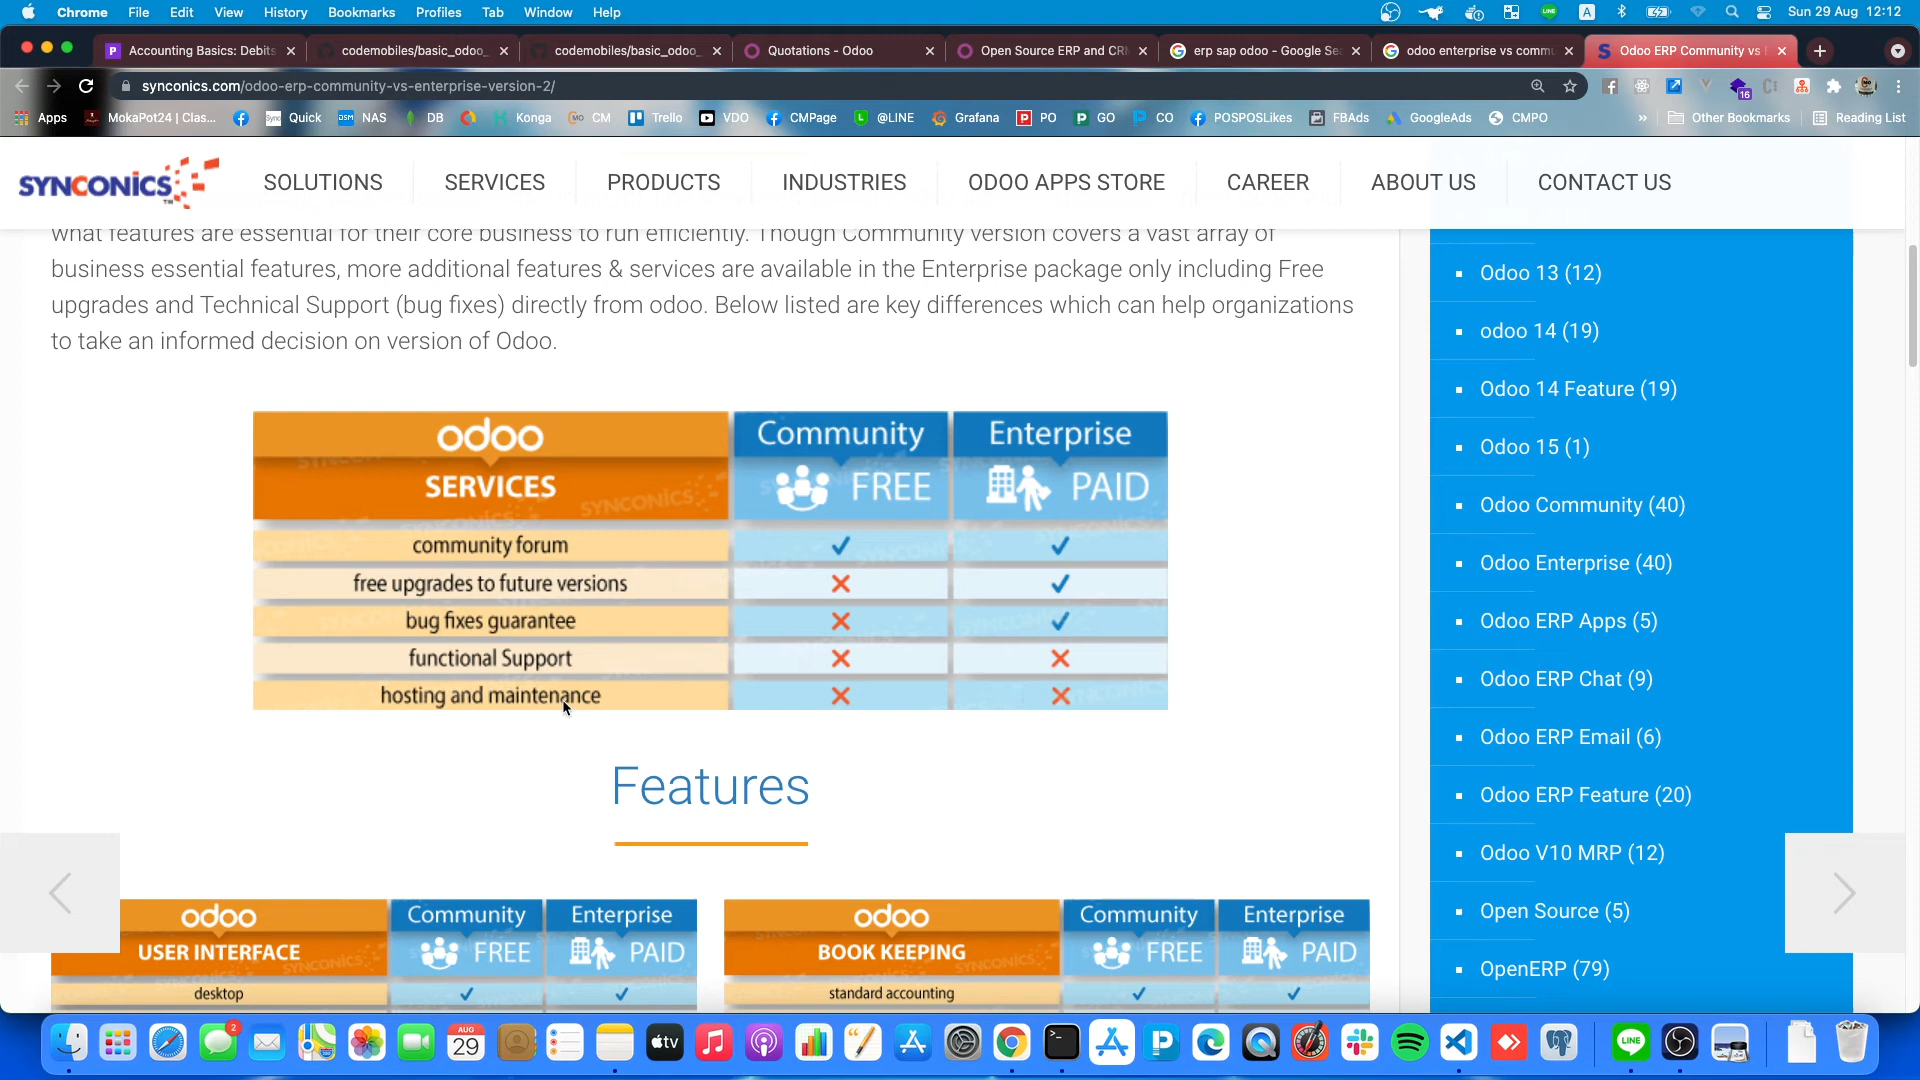 Chrome File Edit View History Bookmarks Profiles Tab Window Help
A Sun 29 Aug 12:12
Accounting Basics: Debits
codemobiles/basic_odoo_
codemobiles/basic_odoo_
Quotations - Odoo
Open Source ERP and CR
erp sap odoo - Google Se
odoo enterprise vs comm
Odoo ERP Community vs
synconics.com/odoo-erp-community-vs-enterprise-version-2/
16
Apps MokaPot24 | Clas... Quick NAS DB Konga CM Trello VDO CMPage @LINE Grafana PO GO CO POSPOSLikes FBAds GoogleAds CMPO » Other Bookmarks Reading List
SYNCONICS
SOLUTIONS SERVICES PRODUCTS INDUSTRIES ODOO APPS STORE CAREER ABOUT US CONTACT US
what features are essential for their core business to run efficiently. Though Community version covers a vast array of
business essential features, more additional features & services are available in the Enterprise package only including Free
upgrades and Technical Support (bug fixes) directly from odoo. Below listed are key differences which can help organizations
to take an informed decision on version of Odoo.
odoo Community Enterprise
SERVICES FREE PAID
community forum
free upgrades to future versions
bug fixes guarantee
functional Support
hosting and maintenance
Features
odoo Community Enterprise
USER INTERFACE FREE PAID
desktop
odoo Community Enterprise
BOOK KEEPING FREE PAID
standard accounting
Odoo 13 (12)
odoo 14 (19)
Odoo 14 Feature (19)
Odoo 15 (1)
Odoo Community (40)
Odoo Enterprise (40)
Odoo ERP Apps (5)
Odoo ERP Chat (9)
Odoo ERP Email (6)
Odoo ERP Feature (20)
Odoo V10 MRP (12)
Open Source (5)
OpenERP (79)
2
AUG
29
tv
LINE